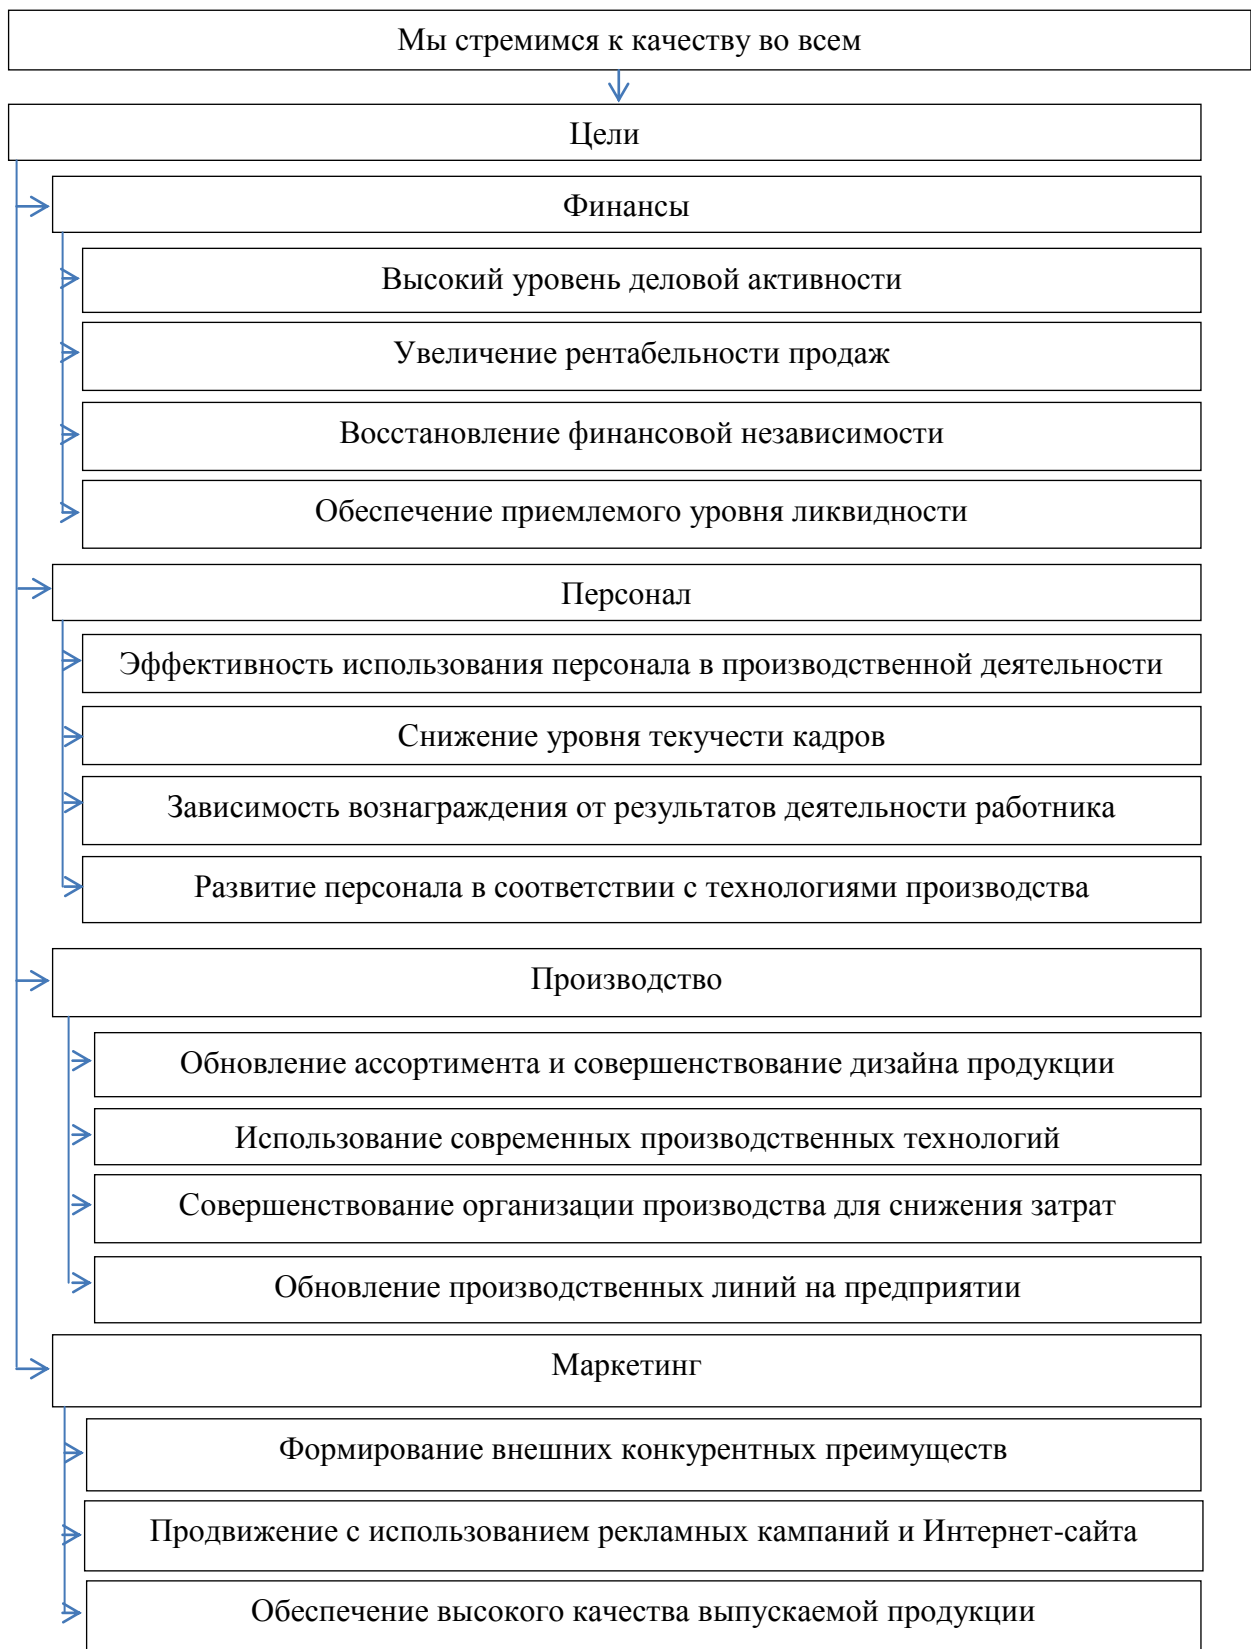 Мы стремимся к качеству во всем
Цели
Финансы
Высокий уровень деловой активности
Увеличение рентабельности продаж
Восстановление финансовой независимости
Обеспечение приемлемого уровня ликвидности
Персонал
Эффективность использования персонала в производственной деятельности
Снижение уровня текучести кадров
Зависимость вознаграждения от результатов деятельности работника
Развитие персонала в соответствии с технологиями производства
Производство
Обновление ассортимента и совершенствование дизайна продукции
Использование современных производственных технологий
Совершенствование организации производства для снижения затрат
Обновление производственных линий на предприятии
Маркетинг
Формирование внешних конкурентных преимуществ
Продвижение с использованием рекламных кампаний и Интернет-сайта
Обеспечение высокого качества выпускаемой продукции